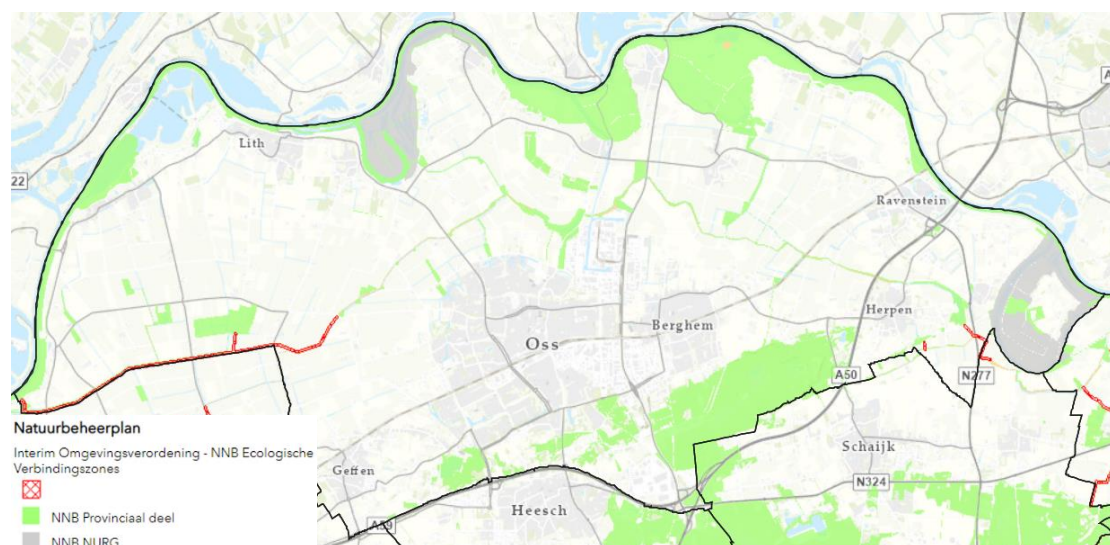 Lith
22
Ravenstein
Herpen
Berghem
Oss
A50
N277
Schaijk
N324
Geffen
A59
Heesch
Natuurbeheerplan
Interim Omgevingsverordening - NNB Ecologische
Verbindingszones
NNB Provinciaal deel
NNB NURG